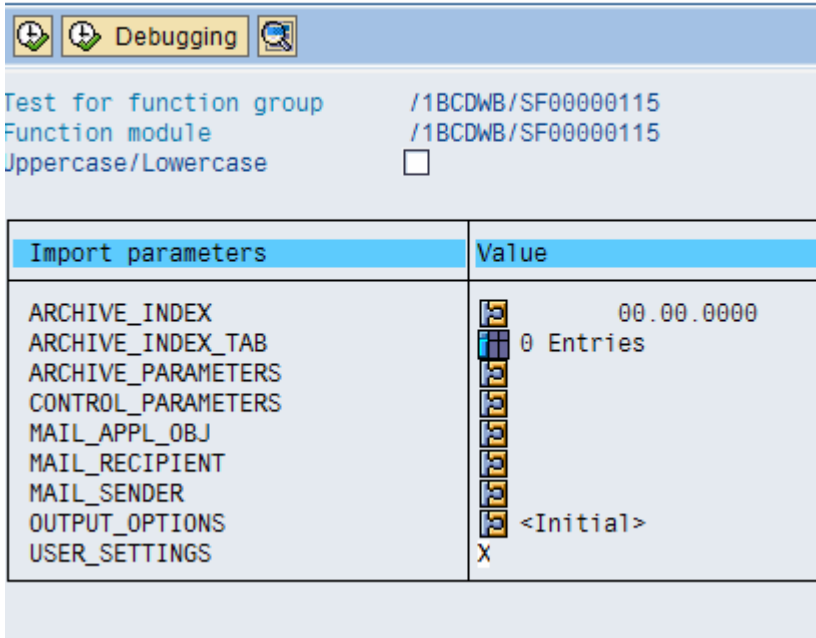 Debugging
Test for function group /1BCDWB/SF00000115
Function module /1BCDWB/SF00000115
Uppercase/Lowercase
Import parameters Value
ARCHIVE_INDEX 00.00.0000
ARCHIVE_INDEX_TAB 0 Entries
ARCHIVE_PARAMETERS
CONTROL_PARAMETERS
MAIL_APPL_OBJ
MAIL_RECIPIENT
MAIL_SENDER
OUTPUT_OPTIONS <Initial>
USER_SETTINGS X